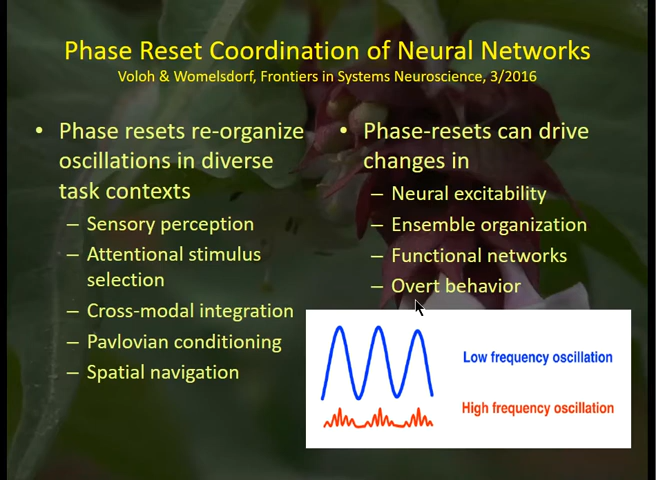 Phase Reset Coordination of Neural Networks
Voloh & Womelsdorf, Frontiers in Systems Neuroscience, 3/2016
• Phase resets re-organize
oscillations in diverse
task contexts
– Sensory perception
– Attentional stimulus
selection
– Cross-modal integration
– Pavlovian conditioning
– Spatial navigation
• Phase-resets can drive
changes in
– Neural excitability
– Ensemble organization
– Functional networks
– Overt behavior
Low frequency oscillation
High frequency oscillation